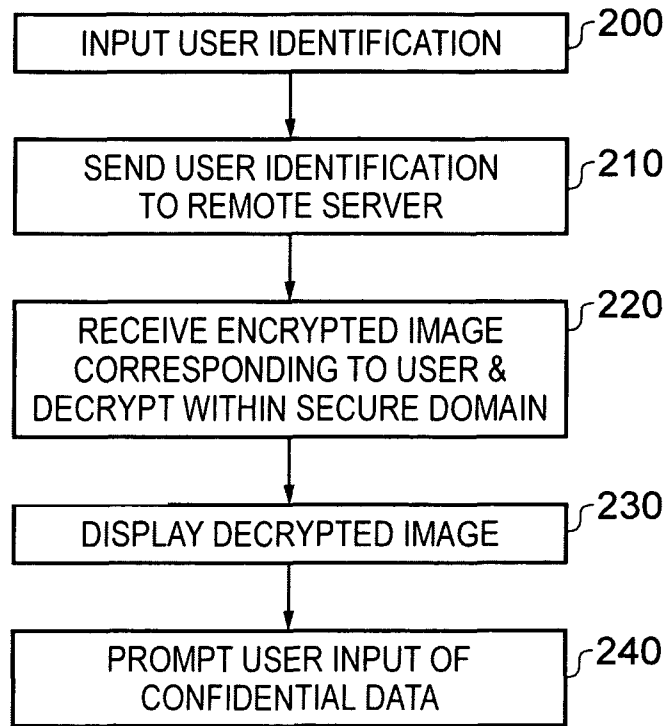 INPUT USER IDENTIFICATION
200
SEND USER IDENTIFICATION
TO REMOTE SERVER
210
RECEIVE ENCRYPTED IMAGE
CORRESPONDING TO USER &
DECRYPT WITHIN SECURE DOMAIN
220
DISPLAY DECRYPTED IMAGE
230
PROMPT USER INPUT OF
CONFIDENTIAL DATA
240